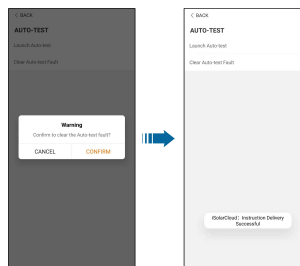 < BACK
AUTO-TEST
Launch Auto-test
Clear Auto-test Fault
Warning
Confirm to clear the Auto-test fault?
CANCEL CONFIRM
< BACK
AUTO-TEST
Launch Auto-test
Clear Auto-test Fault
iSolarCloud：Instruction Delivery
Successful